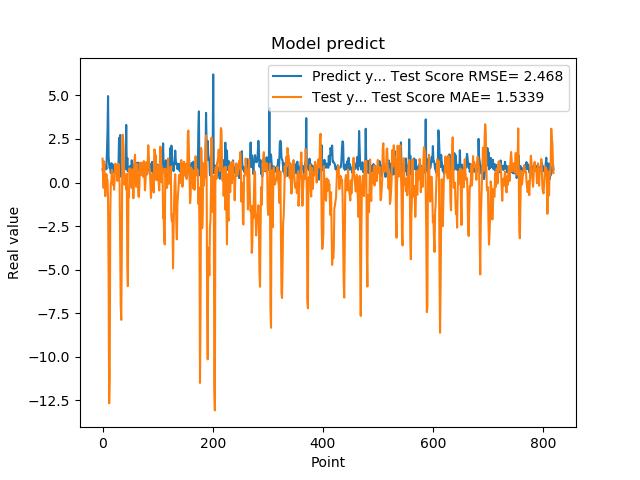 Model predict
Predict y... Test Score RMSE= 2.468
Test y... Test Score MAE= 1.5339
5.0
2.5
0.0
−2.5
−5.0
−7.5
−10.0
−12.5
Real value
0 200 400 600 800
Point